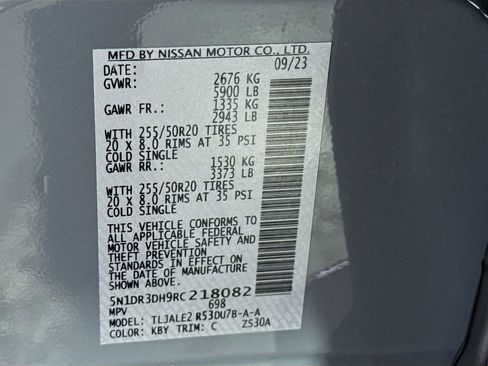 MFD BY NISSAN MOTOR CO., LTD.
DATE: 09/23
GVWR: 2676 KG
5900 LB
GAWR FR.: 1335 KG
2943 LB
WITH 255/50R20 TIRES
20 X 8.0 RIMS AT 35 PSI
COLD SINGLE
GAWR RR.: 1530 KG
3373 LB
WITH 255/50R20 TIRES
20 X 8.0 RIMS AT 35 PSI
COLD SINGLE
THIS VEHICLE CONFORMS TO
ALL APPLICABLE FEDERAL
MOTOR VEHICLE SAFETY AND
THEFT PREVENTION
STANDARDS IN EFFECT ON
THE DATE OF MANUFACTURE
SHOWN ABOVE.
5N1DR3DH9RC218082
MPV 698
MODEL: TLJALE2 R53DU7B-A-A
COLOR: KBY TRIM: C ZS30A